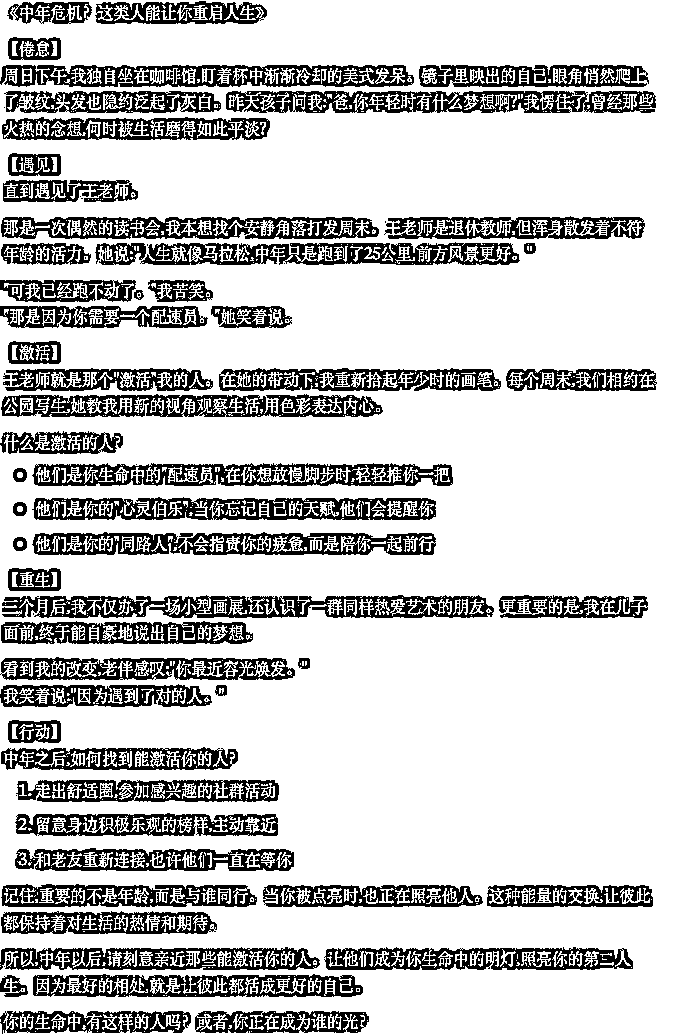 《中年危机？这类人能让你重启人生》
【倦怠】
周日下午,我独自坐在咖啡馆,盯着杯中渐渐冷却的美式发呆。镜子里映出的自己,眼角悄然爬上
了皱纹,头发也隐约泛起了灰白。昨天孩子问我:"爸,你年轻时有什么梦想啊?"我愣住了,曾经那些
火热的念想,何时被生活磨得如此平淡?
【遇见】
直到遇见了王老师。
那是一次偶然的读书会,我本想找个安静角落打发周末。王老师是退休教师,但浑身散发着不符
年龄的活力。她说:"人生就像马拉松,中年只是跑到了25公里,前方风景更好。"
"可我已经跑不动了。"我苦笑。
"那是因为你需要一个配速员。"她笑着说。
【激活】
王老师就是那个"激活"我的人。在她的带动下,我重新拾起年少时的画笔。每个周末,我们相约在
公园写生,她教我用新的视角观察生活,用色彩表达内心。
什么是激活的人?
○ 他们是你生命中的"配速员",在你想放慢脚步时,轻轻推你一把
○ 他们是你的"心灵伯乐",当你忘记自己的天赋,他们会提醒你
○ 他们是你的"同路人",不会指责你的疲惫,而是陪你一起前行
【重生】
三个月后,我不仅办了一场小型画展,还认识了一群同样热爱艺术的朋友。更重要的是,我在儿子
面前,终于能自豪地说出自己的梦想。
看到我的改变,老伴感叹:"你最近容光焕发。"
我笑着说:"因为遇到了对的人。"
【行动】
中年之后,如何找到能激活你的人?
1. 走出舒适圈,参加感兴趣的社群活动
2. 留意身边积极乐观的榜样,主动靠近
3. 和老友重新连接,也许他们一直在等你
记住,重要的不是年龄,而是与谁同行。当你被点亮时,也正在照亮他人。这种能量的交换,让彼此
都保持着对生活的热情和期待。
所以,中年以后,请刻意亲近那些能激活你的人。让他们成为你生命中的明灯,照亮你的第二人
生。因为最好的相处,就是让彼此都活成更好的自己。
你的生命中,有这样的人吗？或者,你正在成为谁的光?